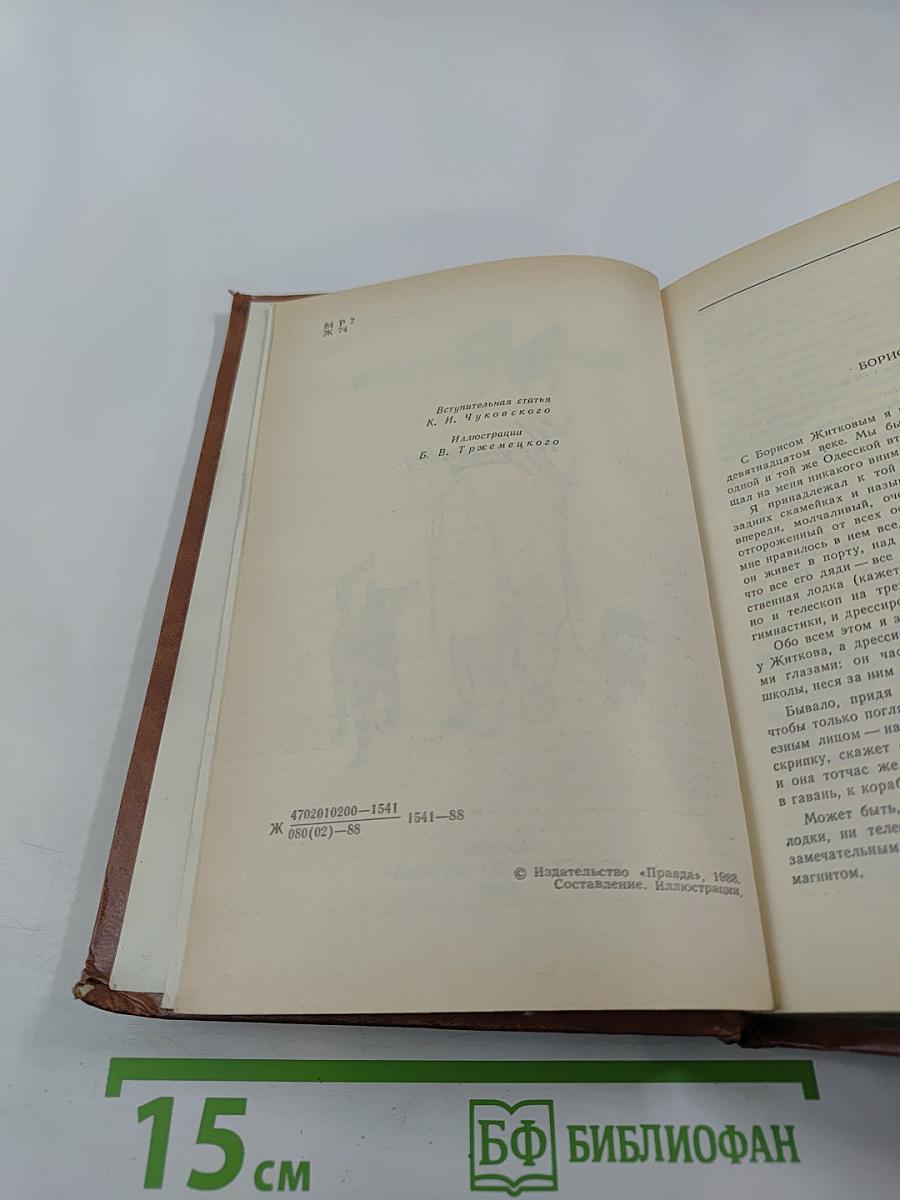 84 Р 7
Ж 74
Вступительная статья
К. И. Чуковского
Иллюстрации
Б. В. Тржемецкого
Ж 4702010200—1541
080(02)—88
1541—88
© Издательство «Правда», 1988.
Составление. Иллюстрации.
БОРИС
С Борисом Житковым я
девятнадцатом веке. Мы бы
одной и той же Одесской вт
щал на меня никакого вним
Я принадлежал к той
задних скамейках и назы
впереди, молчаливый, оче
отгороженный от всех ос
мне нравилось в нем все,
он живет в порту, над
что все его дяди — все
ственная лодка (кажет
но и телескоп на тре
гимнастики, и дрессиро
Обо всем этом я з
у Житкова, а дресси
ми глазами: он час
школы, неся за ним
Бывало, придя
чтобы только погля
езным лицом — на
скрипку, скажет
и она тотчас же
в гавань, к кораб
Может быть,
лодки, ни теле
замечательным
магнитом.
15 см
БФ БИБЛИОФАН